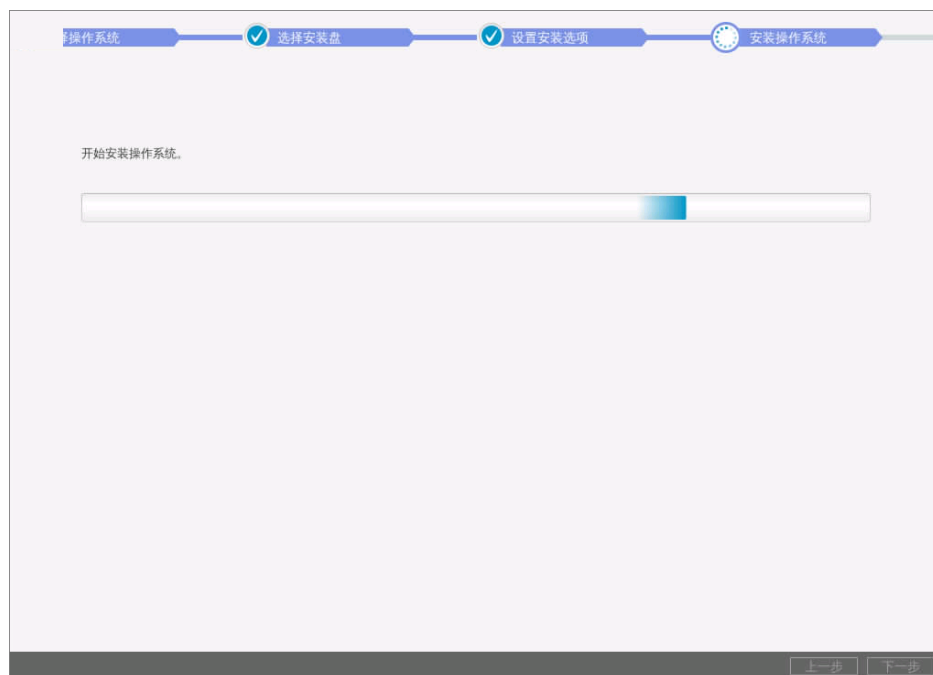 操作系统
选择安装盘
设置安装选项
安装操作系统
开始安装操作系统。
上一步
下一步